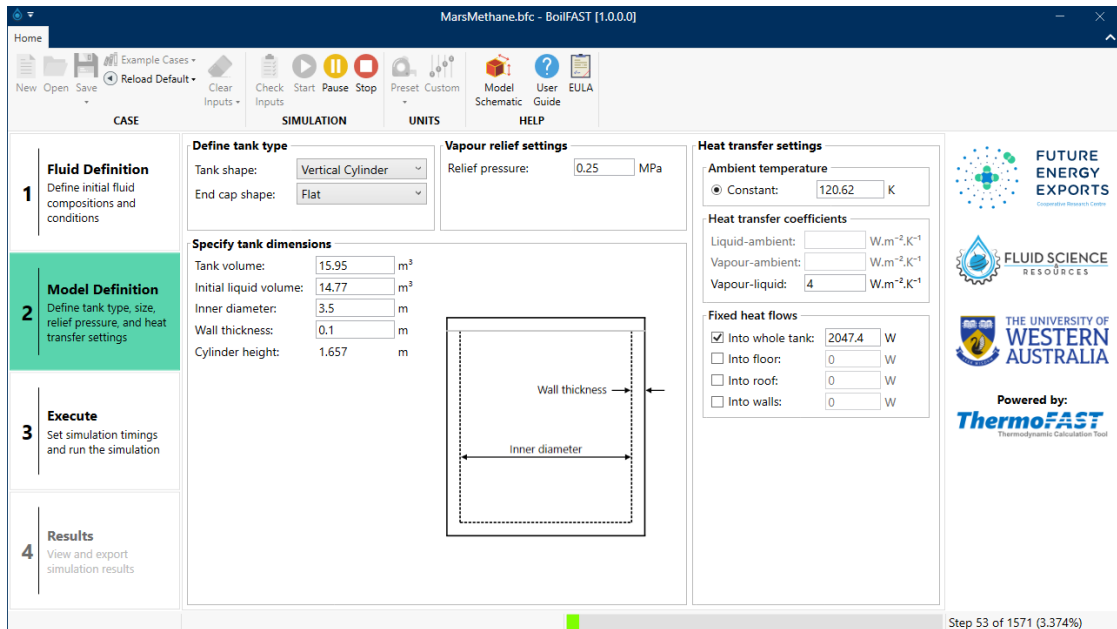 MarsMethane.bfc - BoilFAST [1.0.0.0]
Home
New Open Save
Example Cases
Reload Default
Clear Inputs
Check Inputs
Start Pause Stop
Preset Custom
Model Schematic
User Guide
EULA
CASE SIMULATION UNITS HELP
1
Fluid Definition
Define initial fluid
compositions and
conditions
2
Model Definition
Define tank type, size,
relief pressure, and heat
transfer settings
3
Execute
Set simulation timings
and run the simulation
4
Results
View and export
simulation results
Define tank type
Tank shape: Vertical Cylinder
End cap shape: Flat
Vapour relief settings
Relief pressure: 0.25 MPa
Specify tank dimensions
Tank volume: 15.95 m³
Initial liquid volume: 14.77 m³
Inner diameter: 3.5 m
Wall thickness: 0.1 m
Cylinder height: 1.657 m
Wall thickness
Inner diameter
Heat transfer settings
Ambient temperature
Constant: 120.62 K
Heat transfer coefficients
Liquid-ambient: W.m⁻².K⁻¹
Vapour-ambient: W.m⁻².K⁻¹
Vapour-liquid: 4 W.m⁻².K⁻¹
Fixed heat flows
Into whole tank: 2047.4 W
Into floor: 0 W
Into roof: 0 W
Into walls: 0 W
FUTURE
ENERGY
EXPORTS
Cooperative Research Centre
FLUID SCIENCE
&
RESOURCES
THE UNIVERSITY OF
WESTERN
AUSTRALIA
Powered by:
ThermoFAST
Thermodynamic Calculation Tool
Step 53 of 1571 (3.374%)